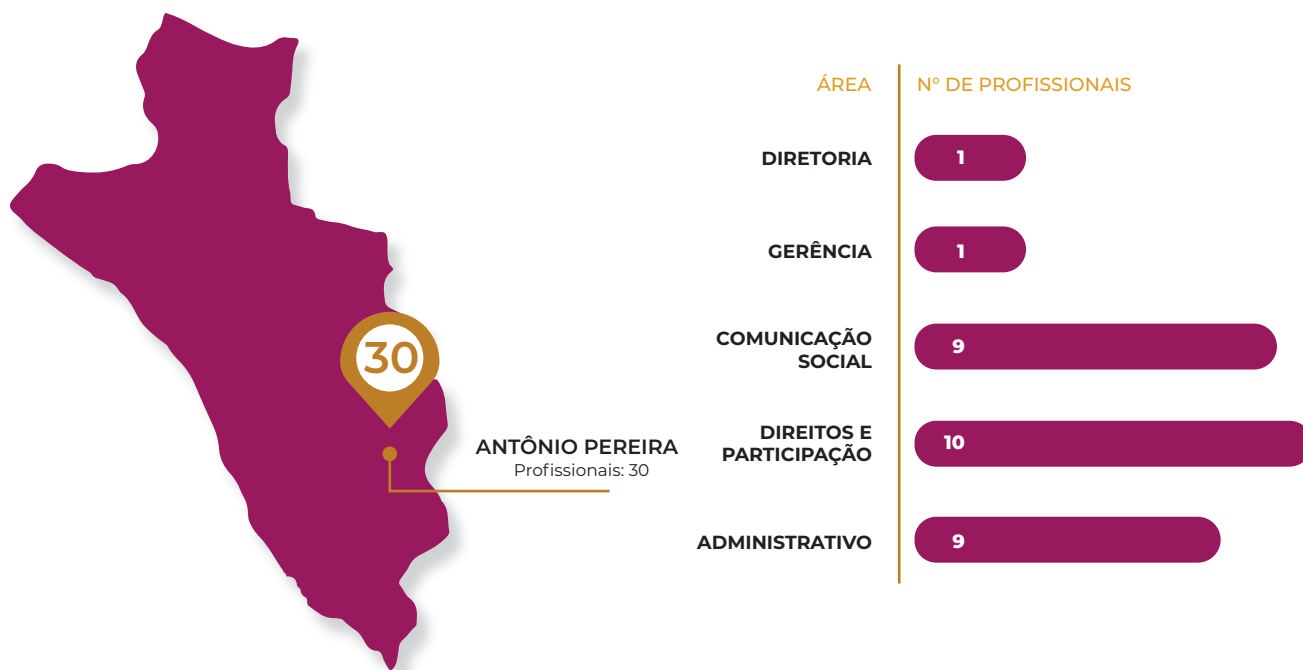 30
ANTÔNIO PEREIRA
Profissionais: 30
ÁREA
N° DE PROFISSIONAIS
DIRETORIA
1
GERÊNCIA
1
COMUNICAÇÃO
SOCIAL
9
DIREITOS E
PARTICIPAÇÃO
10
ADMINISTRATIVO
9